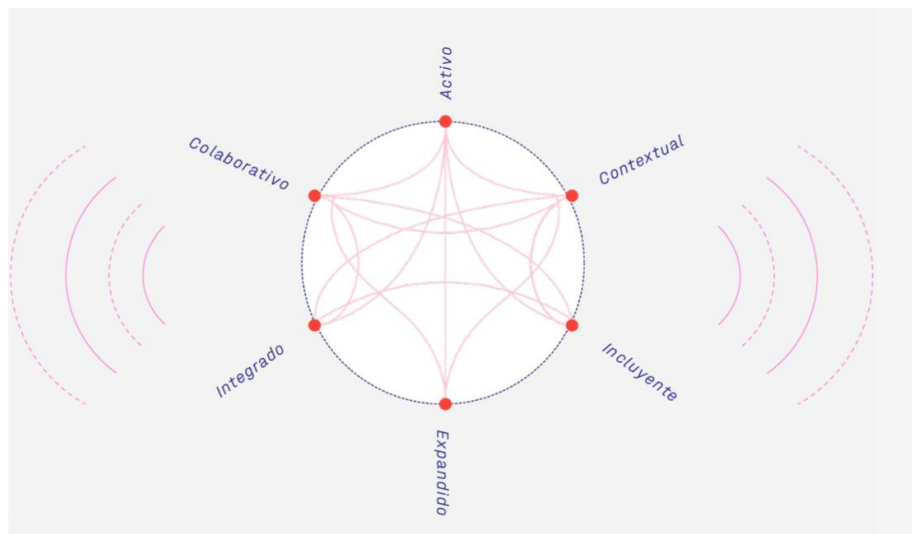 Activo
Colaborativo
Contextual
Integrado
Incluyente
Expandido